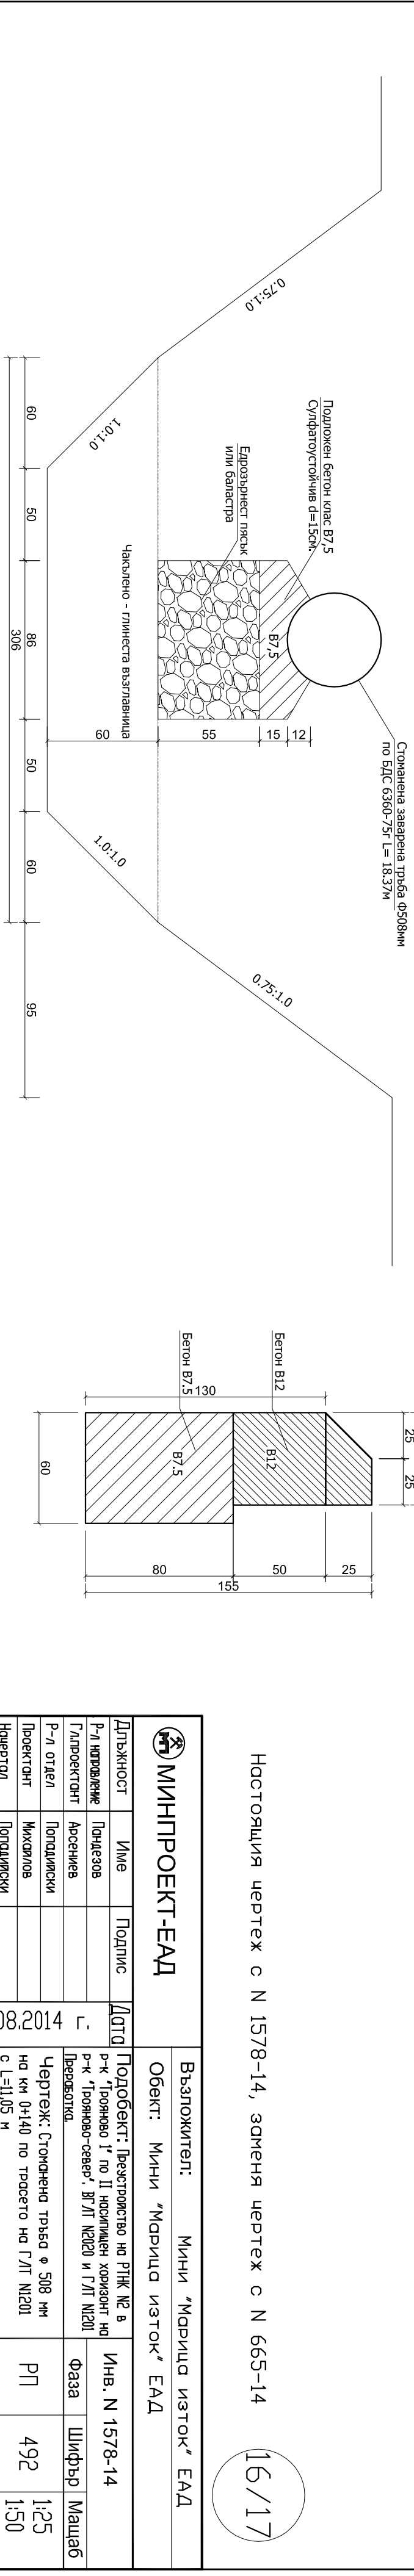 0.75:1.0
1.0:1.0
Подложен бетон клас В7,5
Сулфатоустойчив d=15см.
Едрозърнест пясък
или баластра
Чакълено - глинеста възглавница
Стоманена заварена тръба Ф508мм
по БДС 6360-75г L= 18.37м
В7,5
60
55
15
12
1.0:1.0
0.75:1.0
60
50
86
50
60
95
306
Бетон В12
Бетон В7.5
130
В12
В7.5
25
25
60
80
50
25
155
Настоящия чертеж с N 1578-14, заменя чертеж с N 665-14
16/17
МИНПРОЕКТ-ЕАД
Възложител: Мини "Марица изток" ЕАД
Обект: Мини "Марица изток" ЕАД
Длъжност Име Подпис Дата
Р-л направление Пандезов
Гл.проектант Арсениев
Р-л отдел Попадийски
Проектант Михайлов
Начертал Попадийски
08.2014 г.
Подобект: Преустройство на РТНК №2 в
р-к "Трояново 1" по II насипищен хоризонт на
р-к "Трояново-север", ВГЛТ №2020 и ГЛТ №1201
Преработка.
Чертеж: Стоманена тръба ф 508 мм
на км 0+140 по трасето на ГЛТ №1201
с L=11,05 м
Инв. N 1578-14
Фаза Шифър Мащаб
РП 492 1:25
1:50